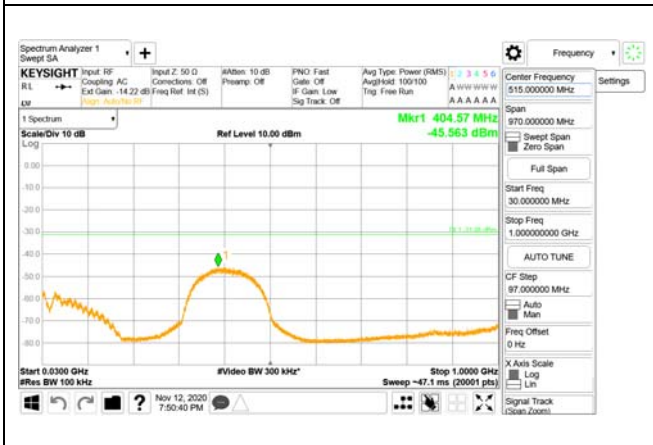 Spectrum Analyzer 1
Swept SA
+
Frequency
KEYSIGHT
RL
Input: RF
Coupling: AC
Ext Gain: -14.22 dB
Align: Auto/No RF
Input Z: 50 Ω
Corrections: Off
Freq Ref: Int (S)
#Atten: 10 dB
Preamp: Off
PNO: Fast
Gate: Off
IF Gain: Low
Sig Track: Off
Avg Type: Power (RMS)
Avg|Hold: 100/100
Trig: Free Run
1 2 3 4 5 6
A W W W W W
A A A A A A
Settings
1 Spectrum
Scale/Div 10 dB
Log
Ref Level 10.00 dBm
Mkr1 404.57 MHz
-45.563 dBm
0.00
-10.0
-20.0
-30.0
-40.0
-50.0
-60.0
-70.0
-80.0
1
Start 0.0300 GHz
#Res BW 100 kHz
#Video BW 300 kHz*
Stop 1.0000 GHz
Sweep ~47.1 ms (20001 pts)
Center Frequency
515.000000 MHz
Span
970.000000 MHz
Swept Span
Zero Span
Full Span
Start Freq
30.000000 MHz
Stop Freq
1.000000000 GHz
AUTO TUNE
CF Step
97.000000 MHz
Auto
Man
Freq Offset
0 Hz
X Axis Scale
Log
Lin
Signal Track
(Span Zoom)
?
Nov 12, 2020
7:50:40 PM